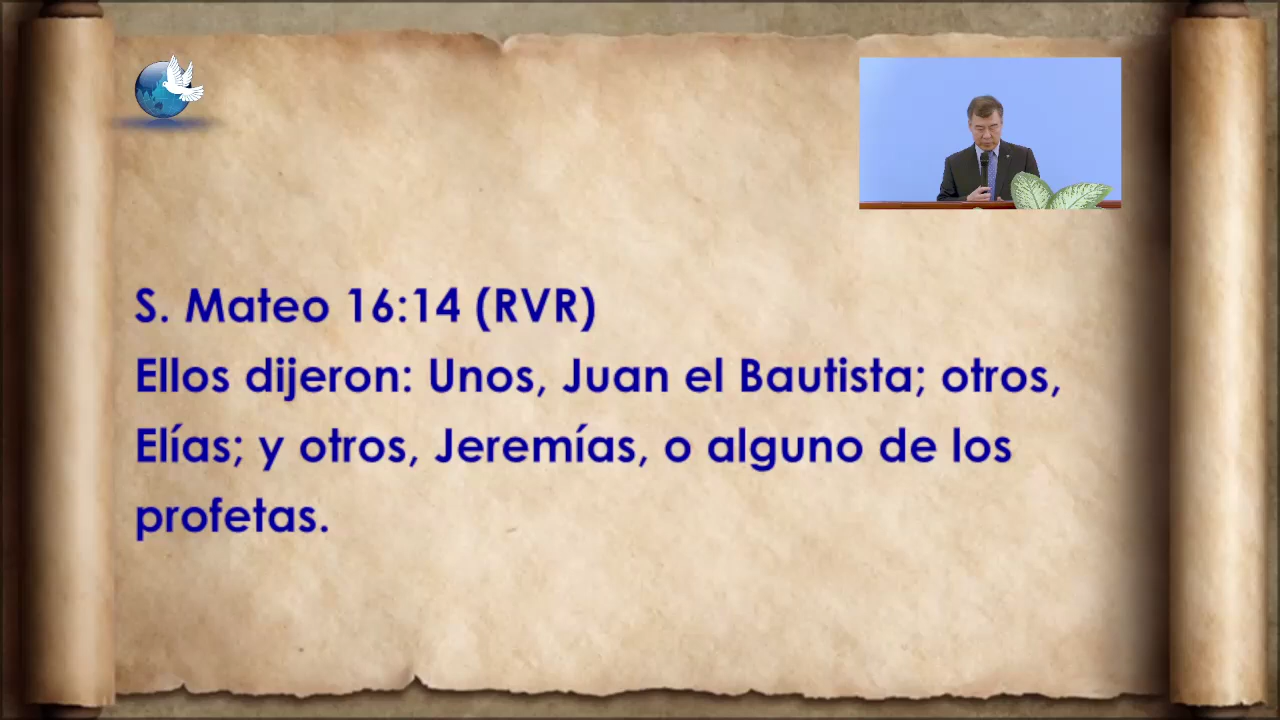 S. Mateo 16:14 (RVR)
Ellos dijeron: Unos, Juan el Bautista; otros,
Elías; y otros, Jeremías, o alguno de los
profetas.